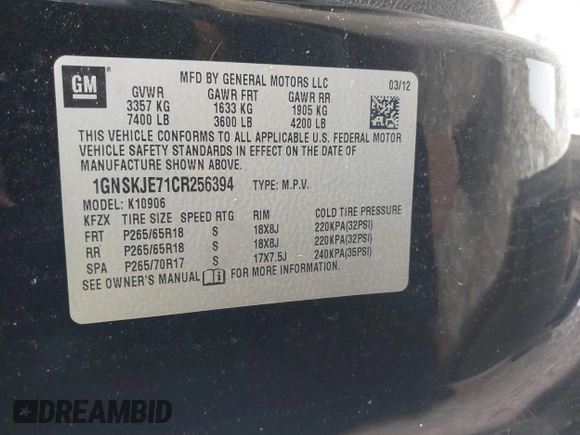 GM
MFD BY GENERAL MOTORS LLC 03/12
GVWR GAWR FRT GAWR RR
3357 KG 1633 KG 1905 KG
7400 LB 3600 LB 4200 LB
THIS VEHICLE CONFORMS TO ALL APPLICABLE U.S. FEDERAL MOTOR
VEHICLE SAFETY STANDARDS IN EFFECT ON THE DATE OF
MANUFACTURE SHOWN ABOVE.
1GNSKJE71CR256394 TYPE: M.P.V.
MODEL: K10906
KFZX TIRE SIZE SPEED RTG RIM COLD TIRE PRESSURE
FRT P265/65R18 S 18X8J 220KPA(32PSI)
RR P265/65R18 S 18X8J 220KPA(32PSI)
SPA P265/70R17 S 17X7.5J 240KPA(35PSI)
SEE OWNER'S MANUAL FOR MORE INFORMATION
DREAMBID